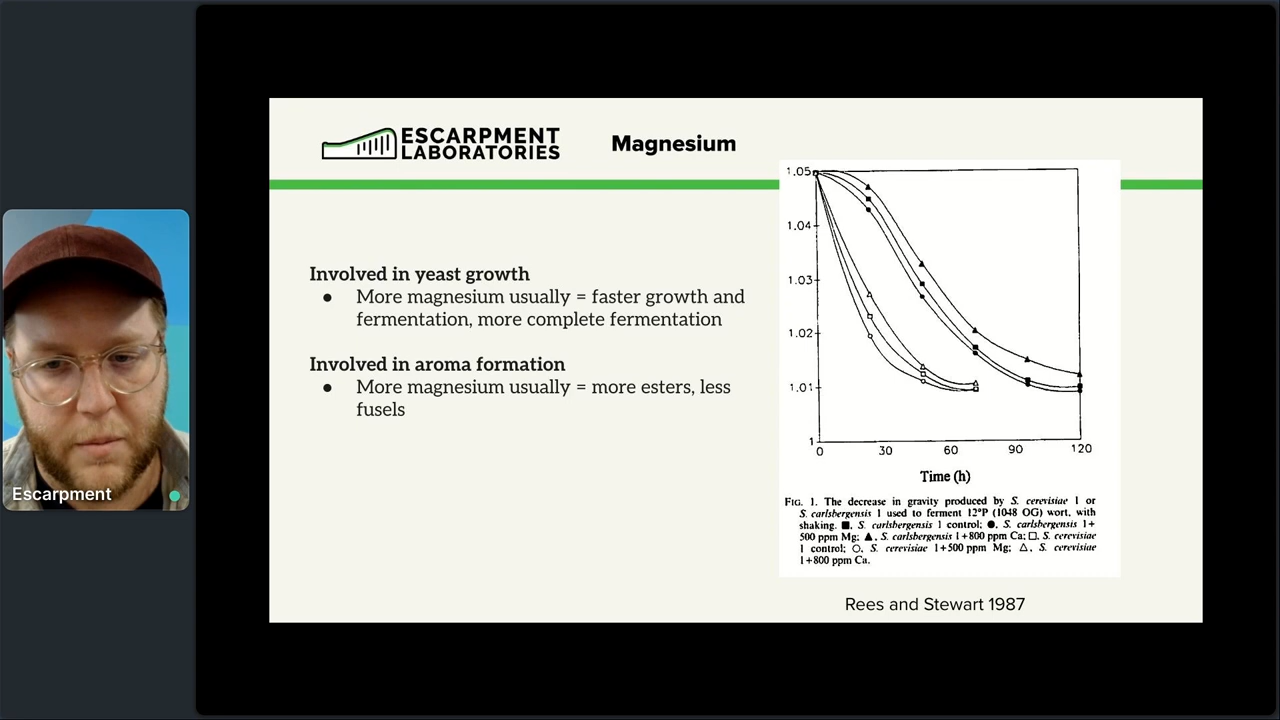 ESCARPMENT
LABORATORIES
Magnesium
Involved in yeast growth
● More magnesium usually = faster growth and
fermentation, more complete fermentation
Involved in aroma formation
● More magnesium usually = more esters, less
fusels
1.05
1.04
1.03
1.02
1.01
1
0 30 60 90 120
Time (h)
FIG. 1. The decrease in gravity produced by S. cerevisiae 1 or
S. carlsbergensis 1 used to ferment 12°P (1048 OG) wort, with
shaking. ■, S. carlsbergensis 1 control; ●, S. carlsbergensis 1+
500 ppm Mg; ▲, S. carlsbergensis 1+800 ppm Ca; □, S. cerevisiae
1 control; ○, S. cerevisiae 1+500 ppm Mg; △, S. cerevisiae
1+800 ppm Ca.
Rees and Stewart 1987
Escarpment